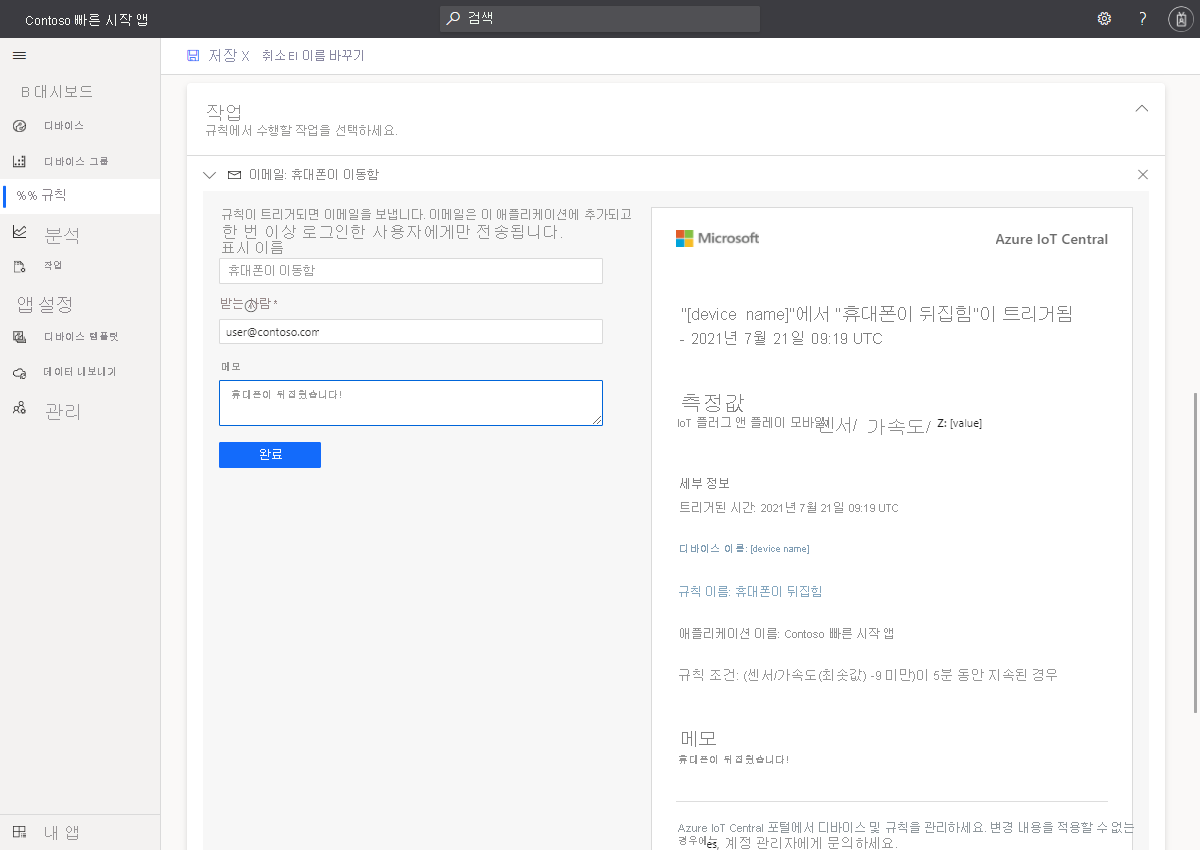 Contoso 빠른 시작 앱
검색
?
저장 X 취소 티 이름 바꾸기
B 대시보드
디바이스
디바이스 그룹
%% 규칙
분석
작업
앱 설정
디바이스 템플릿
데이터 내보내기
관리
내 앱
작업
규칙에서 수행할 작업을 선택하세요.
이메일: 휴대폰이 이동함
규칙이 트리거되면 이메일을 보냅니다. 이메일은 이 애플리케이션에 추가되고
한 번 이상 로그인한 사용자에게만 전송됩니다.
표시 이름
휴대폰이 이동함
받는 사람 *
user@contoso.com
메모
휴대폰이 뒤집혔습니다!
완료
Microsoft
Azure IoT Central
"[device name]"에서 "휴대폰이 뒤집힘"이 트리거됨
- 2021년 7월 21일 09:19 UTC
측정값
IoT 플러그 앤 플레이 모바일 센서/ 가속도/ Z: [value]
세부 정보
트리거된 시간: 2021년 7월 21일 09:19 UTC
디바이스 이름: [device name]
규칙 이름: 휴대폰이 뒤집힘
애플리케이션 이름: Contoso 빠른 시작 앱
규칙 조건: (센서/가속도(최솟값) -9 미만)이 5분 동안 지속된 경우
메모
휴대폰이 뒤집혔습니다!
Azure IoT Central 포털에서 디바이스 및 규칙을 관리하세요. 변경 내용을 적용할 수 없는
경우에는 es, 계정 관리자에게 문의하세요.